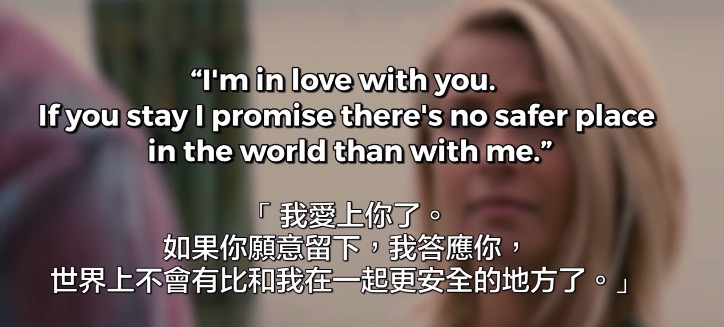 “I'm in love with you.
If you stay I promise there's no safer place
in the world than with me.”
「 我愛上你了。
如果你願意留下，我答應你，
世界上不會有比和我在一起更安全的地方了。」